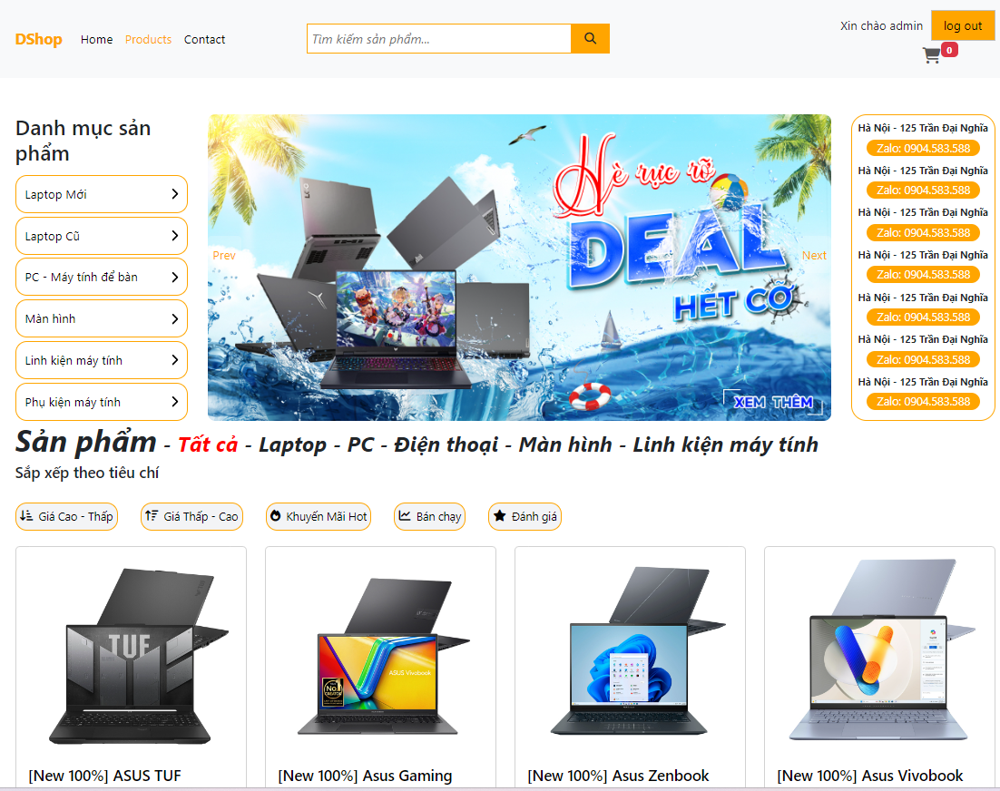 DShop
Home Products Contact
Tìm kiếm sản phẩm...
Xin chào admin
log out
0
Danh mục sản
phẩm
Laptop Mới
Laptop Cũ
PC - Máy tính để bàn
Màn hình
Linh kiện máy tính
Phụ kiện máy tính
Prev
Hè rực rỡ
DEAL
HẾT CỠ
XEM THÊM
Next
Hà Nội - 125 Trần Đại Nghĩa
Zalo: 0904.583.588
Hà Nội - 125 Trần Đại Nghĩa
Zalo: 0904.583.588
Hà Nội - 125 Trần Đại Nghĩa
Zalo: 0904.583.588
Hà Nội - 125 Trần Đại Nghĩa
Zalo: 0904.583.588
Hà Nội - 125 Trần Đại Nghĩa
Zalo: 0904.583.588
Hà Nội - 125 Trần Đại Nghĩa
Zalo: 0904.583.588
Hà Nội - 125 Trần Đại Nghĩa
Zalo: 0904.583.588
Sản phẩm - Tất cả - Laptop - PC - Điện thoại - Màn hình - Linh kiện máy tính
Sắp xếp theo tiêu chí
Giá Cao - Thấp
Giá Thấp - Cao
Khuyến Mãi Hot
Bán chạy
Đánh giá
TUF
ASUS Vivobook
No.1
[New 100%] ASUS TUF
[New 100%] Asus Gaming
[New 100%] Asus Zenbook
[New 100%] Asus Vivobook